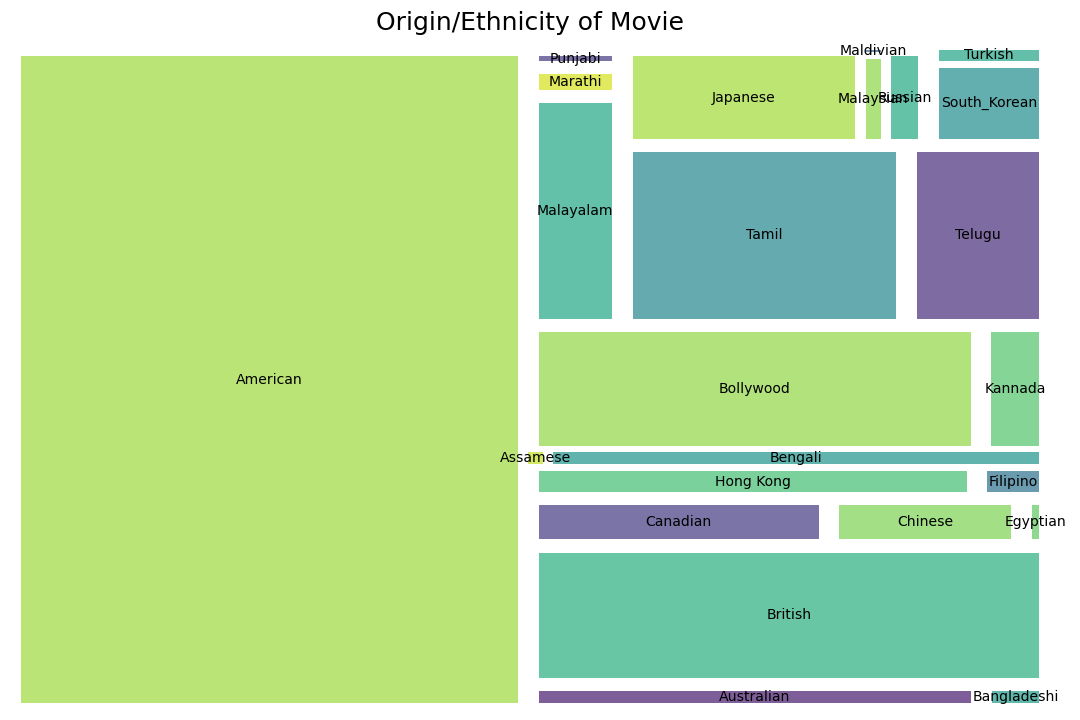 Origin/Ethnicity of Movie
Maldivian
Turkish
Punjabi
Marathi
Japanese
Malaysian
Russian
South_Korean
Malayalam
Tamil
Telugu
American
Bollywood
Kannada
Assamese
Bengali
Hong Kong
Filipino
Canadian
Chinese
Egyptian
British
Australian
Bangladeshi